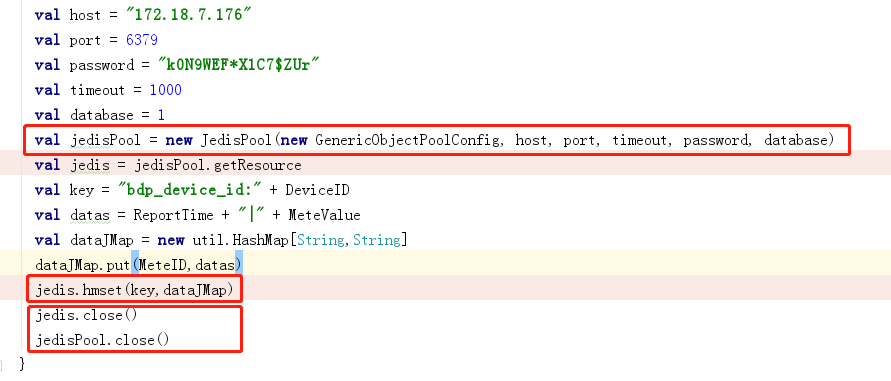 val host = "172.18.7.176"
val port = 6379
val password = "k0N9WEF*X1C7$ZUr"
val timeout = 1000
val database = 1
val jedisPool = new JedisPool(new GenericObjectPoolConfig, host, port, timeout, password, database)
val jedis = jedisPool.getResource
val key = "bdp_device_id:" + DeviceID
val datas = ReportTime + "|" + MeteValue
val dataJMap = new util.HashMap[String,String]
dataJMap.put(MeteID,datas)
jedis.hmset(key,dataJMap)
jedis.close()
jedisPool.close()
}